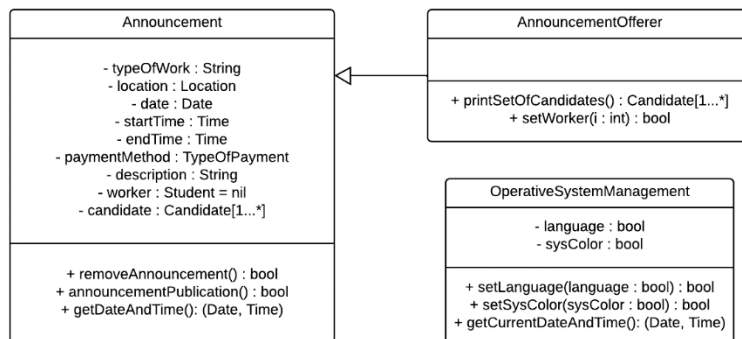 Announcement
- typeOfWork : String
- location : Location
- date : Date
- startTime : Time
- endTime : Time
- paymentMethod : TypeOfPayment
- description : String
- worker : Student = nil
- candidate : Candidate[1...*]
+ removeAnnouncement() : bool
+ announcementPublication() : bool
+ getDateAndTime(): (Date, Time)
AnnouncementOfferer
+ printSetOfCandidates() : Candidate[1...*]
+ setWorker(i : int) : bool
OperativeSystemManagement
- language : bool
- sysColor : bool
+ setLanguage(language : bool) : bool
+ setSysColor(sysColor : bool) : bool
+ getCurrentDateAndTime(): (Date, Time)